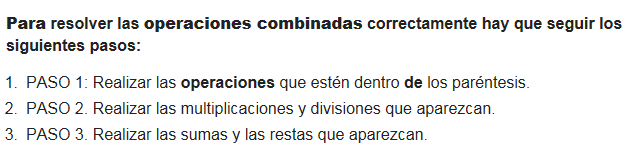 Para resolver las operaciones combinadas correctamente hay que seguir los
siguientes pasos:
1. PASO 1: Realizar las operaciones que estén dentro de los paréntesis.
2. PASO 2. Realizar las multiplicaciones y divisiones que aparezcan.
3. PASO 3. Realizar las sumas y las restas que aparezcan.